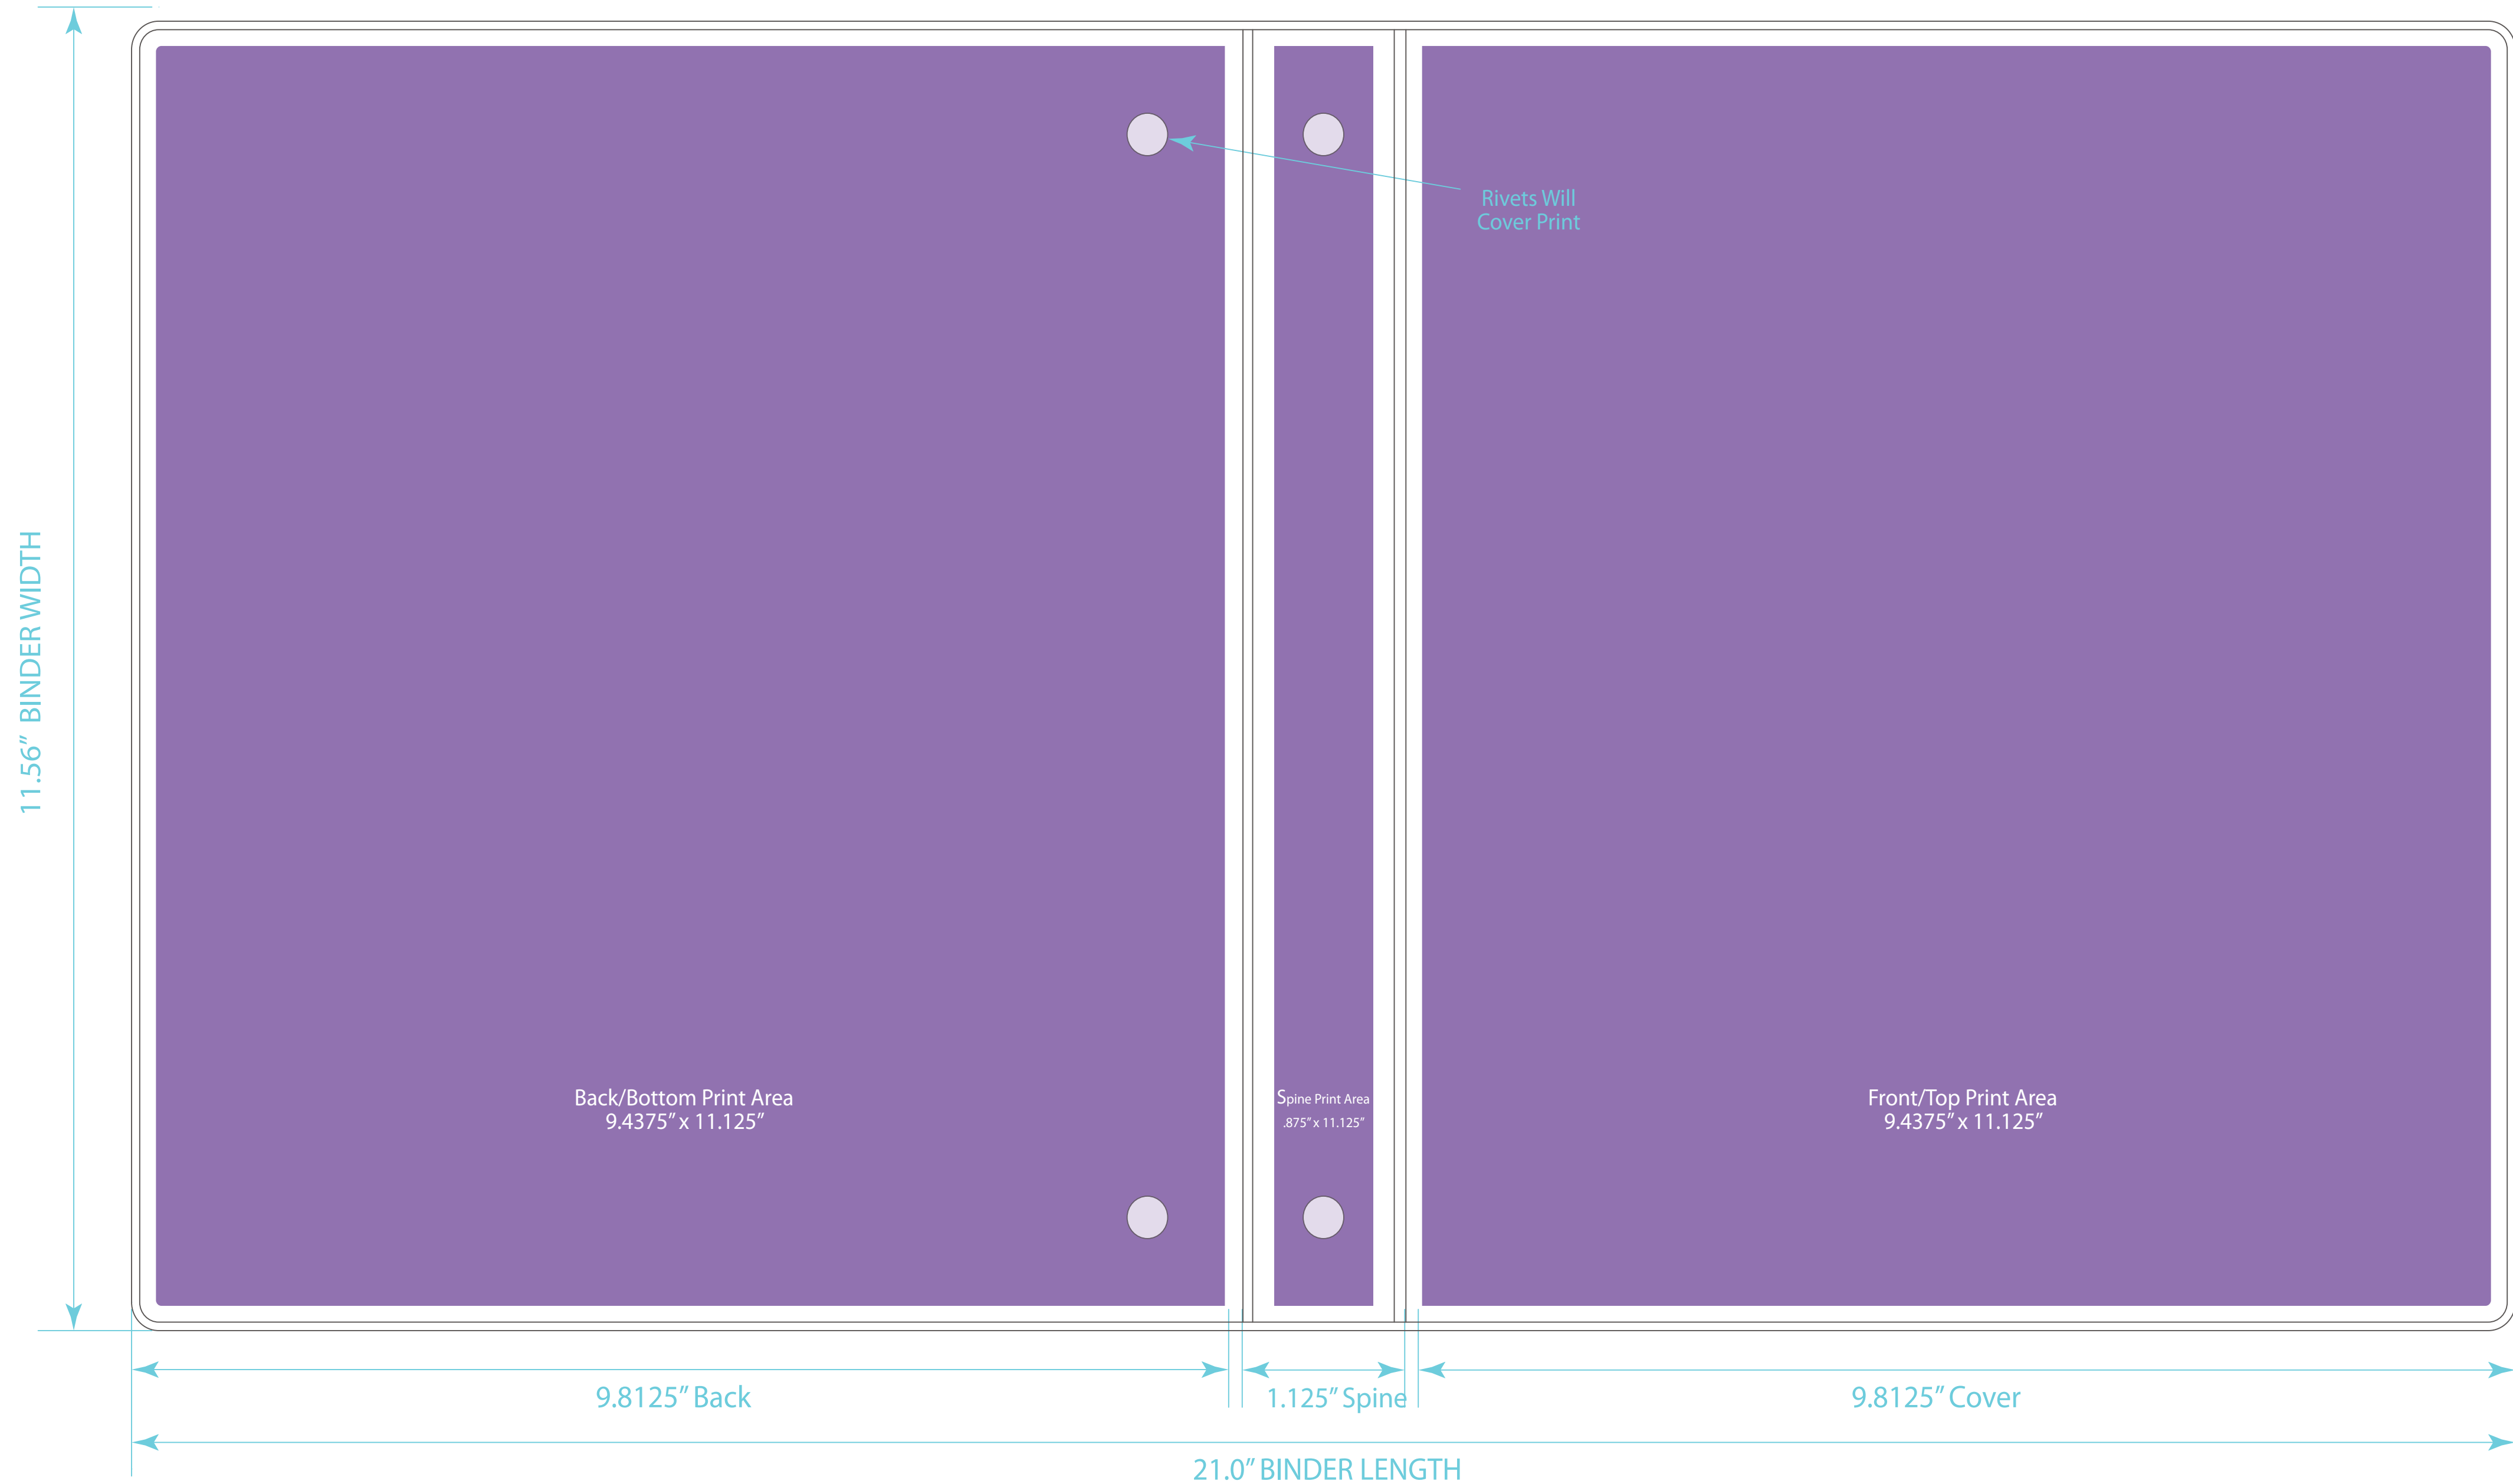 Rivets Will
Cover Print
11.56” BINDER WIDTH
Back/Bottom Print Area
9.4375” x 11.125”
Spine Print Area
.875” x 11.125”
Front/Top Print Area
9.4375” x 11.125”
9.8125” Back
1.125” Spine
9.8125” Cover
21.0” BINDER LENGTH